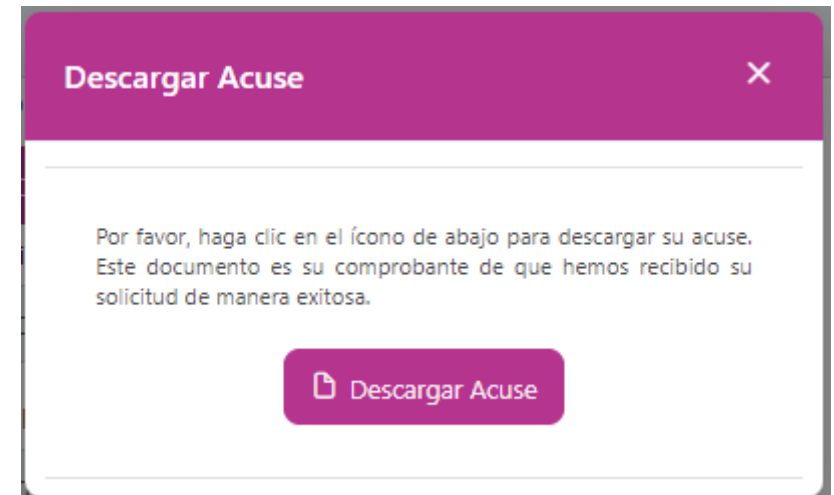 Descargar Acuse
Por favor, haga clic en el ícono de abajo para descargar su acuse.
Este documento es su comprobante de que hemos recibido su
solicitud de manera exitosa.
Descargar Acuse